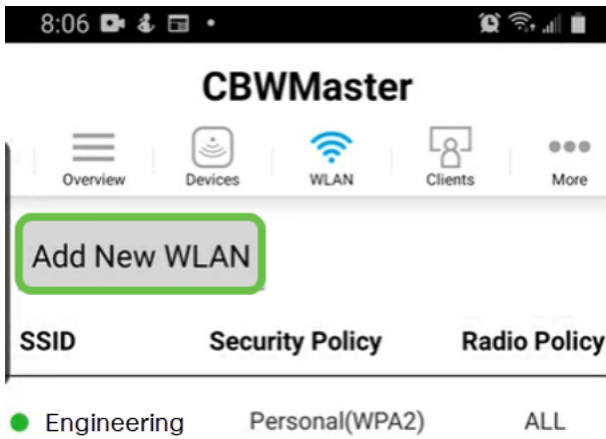 8:06
CBWMaster
Overview Devices WLAN Clients More
Add New WLAN
SSID Security Policy Radio Policy
Engineering Personal(WPA2) ALL